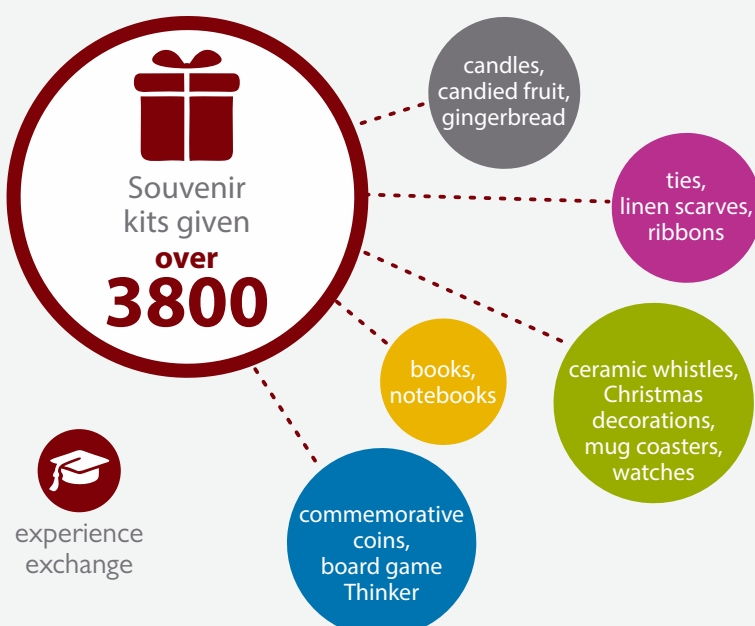 Souvenir
kits given
over
3800
candles,
candied fruit,
gingerbread
ties,
linen scarves,
ribbons
books,
notebooks
ceramic whistles,
Christmas
decorations,
mug coasters,
watches
commemorative
coins,
board game
Thinker
experience
exchange